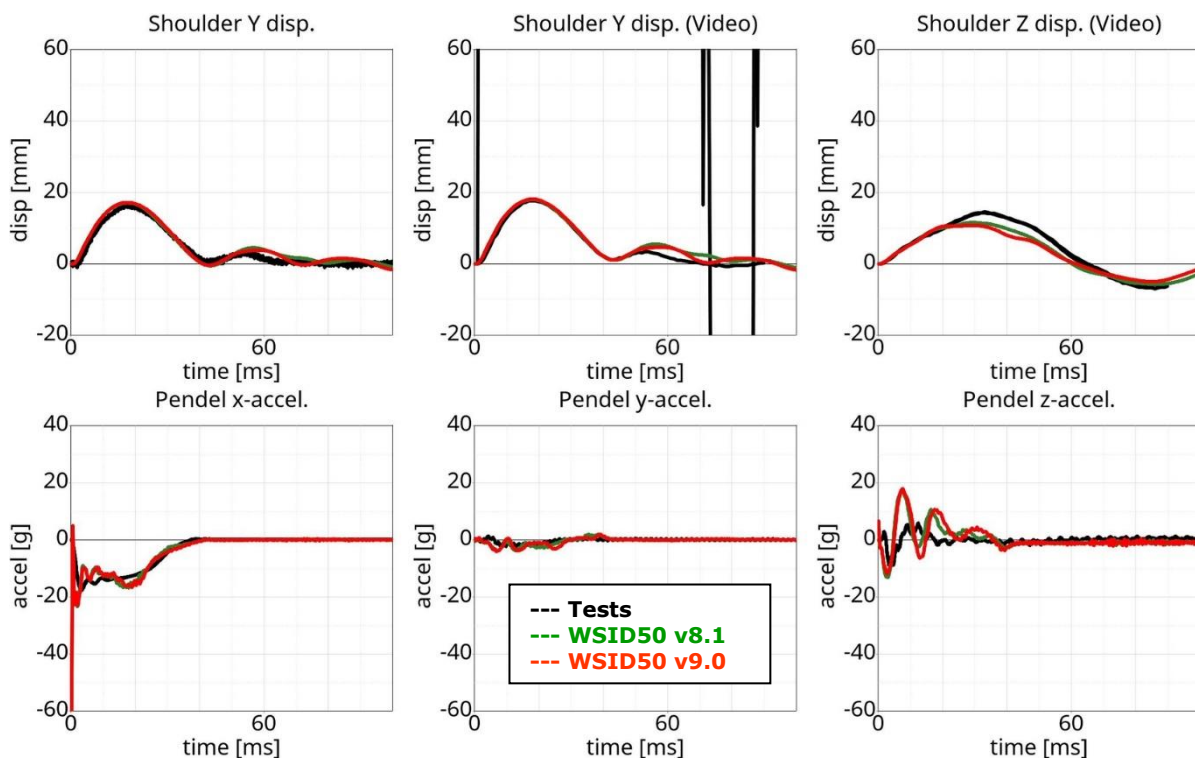 Shoulder Y disp.
60
40
20
0
-20
disp [mm]
0
60
time [ms]
Shoulder Y disp. (Video)
60
40
20
0
-20
disp [mm]
0
60
time [ms]
Shoulder Z disp. (Video)
60
40
20
0
-20
disp [mm]
0
60
time [ms]
Pendel x-accel.
40
20
0
-20
-40
-60
accel [g]
0
60
time [ms]
Pendel y-accel.
40
20
0
-20
-40
-60
accel [g]
0
60
time [ms]
--- Tests
--- WSID50 v8.1
--- WSID50 v9.0
Pendel z-accel.
40
20
0
-20
-40
-60
accel [g]
0
60
time [ms]